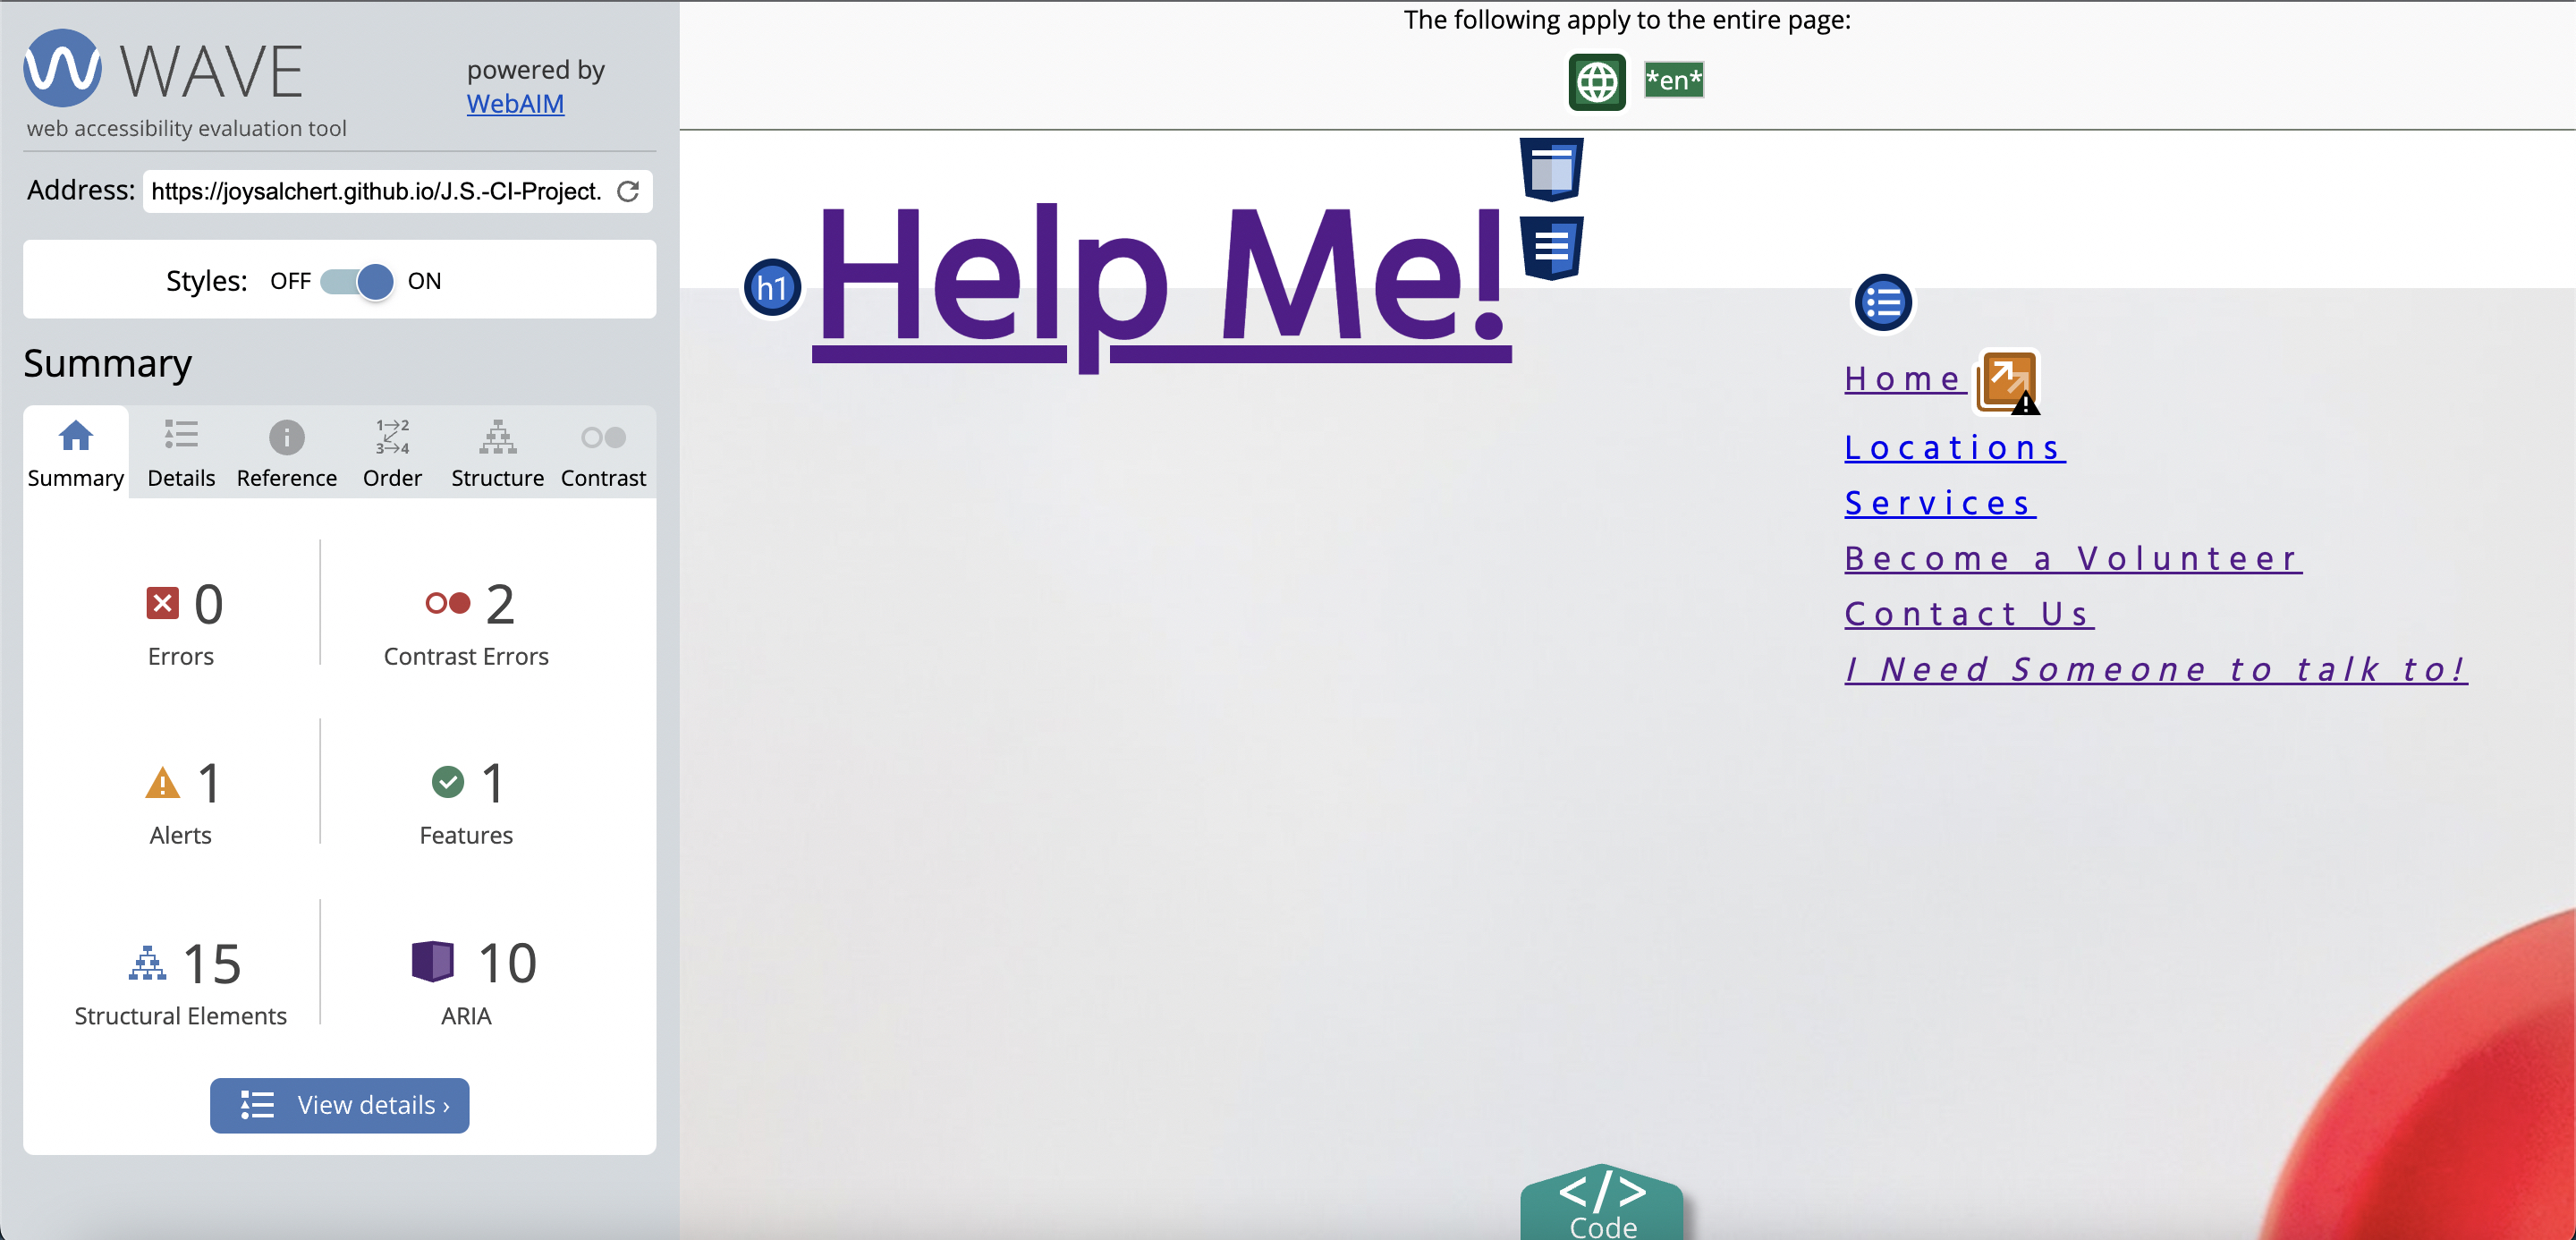 WAVE
powered by
WebAIM
web accessibility evaluation tool
Address: https://joysalchert.github.io/J.S.-CI-Project.
Styles: OFF ON
Summary
1→2
3→4
Summary Details Reference Order Structure Contrast
0 2
Errors Contrast Errors
1 1
Alerts Features
15 10
Structural Elements ARIA
View details ›
The following apply to the entire page:
*en*
h1 Help Me!
Home
Locations
Services
Become a Volunteer
Contact Us
I Need Someone to talk to!
</>
Code